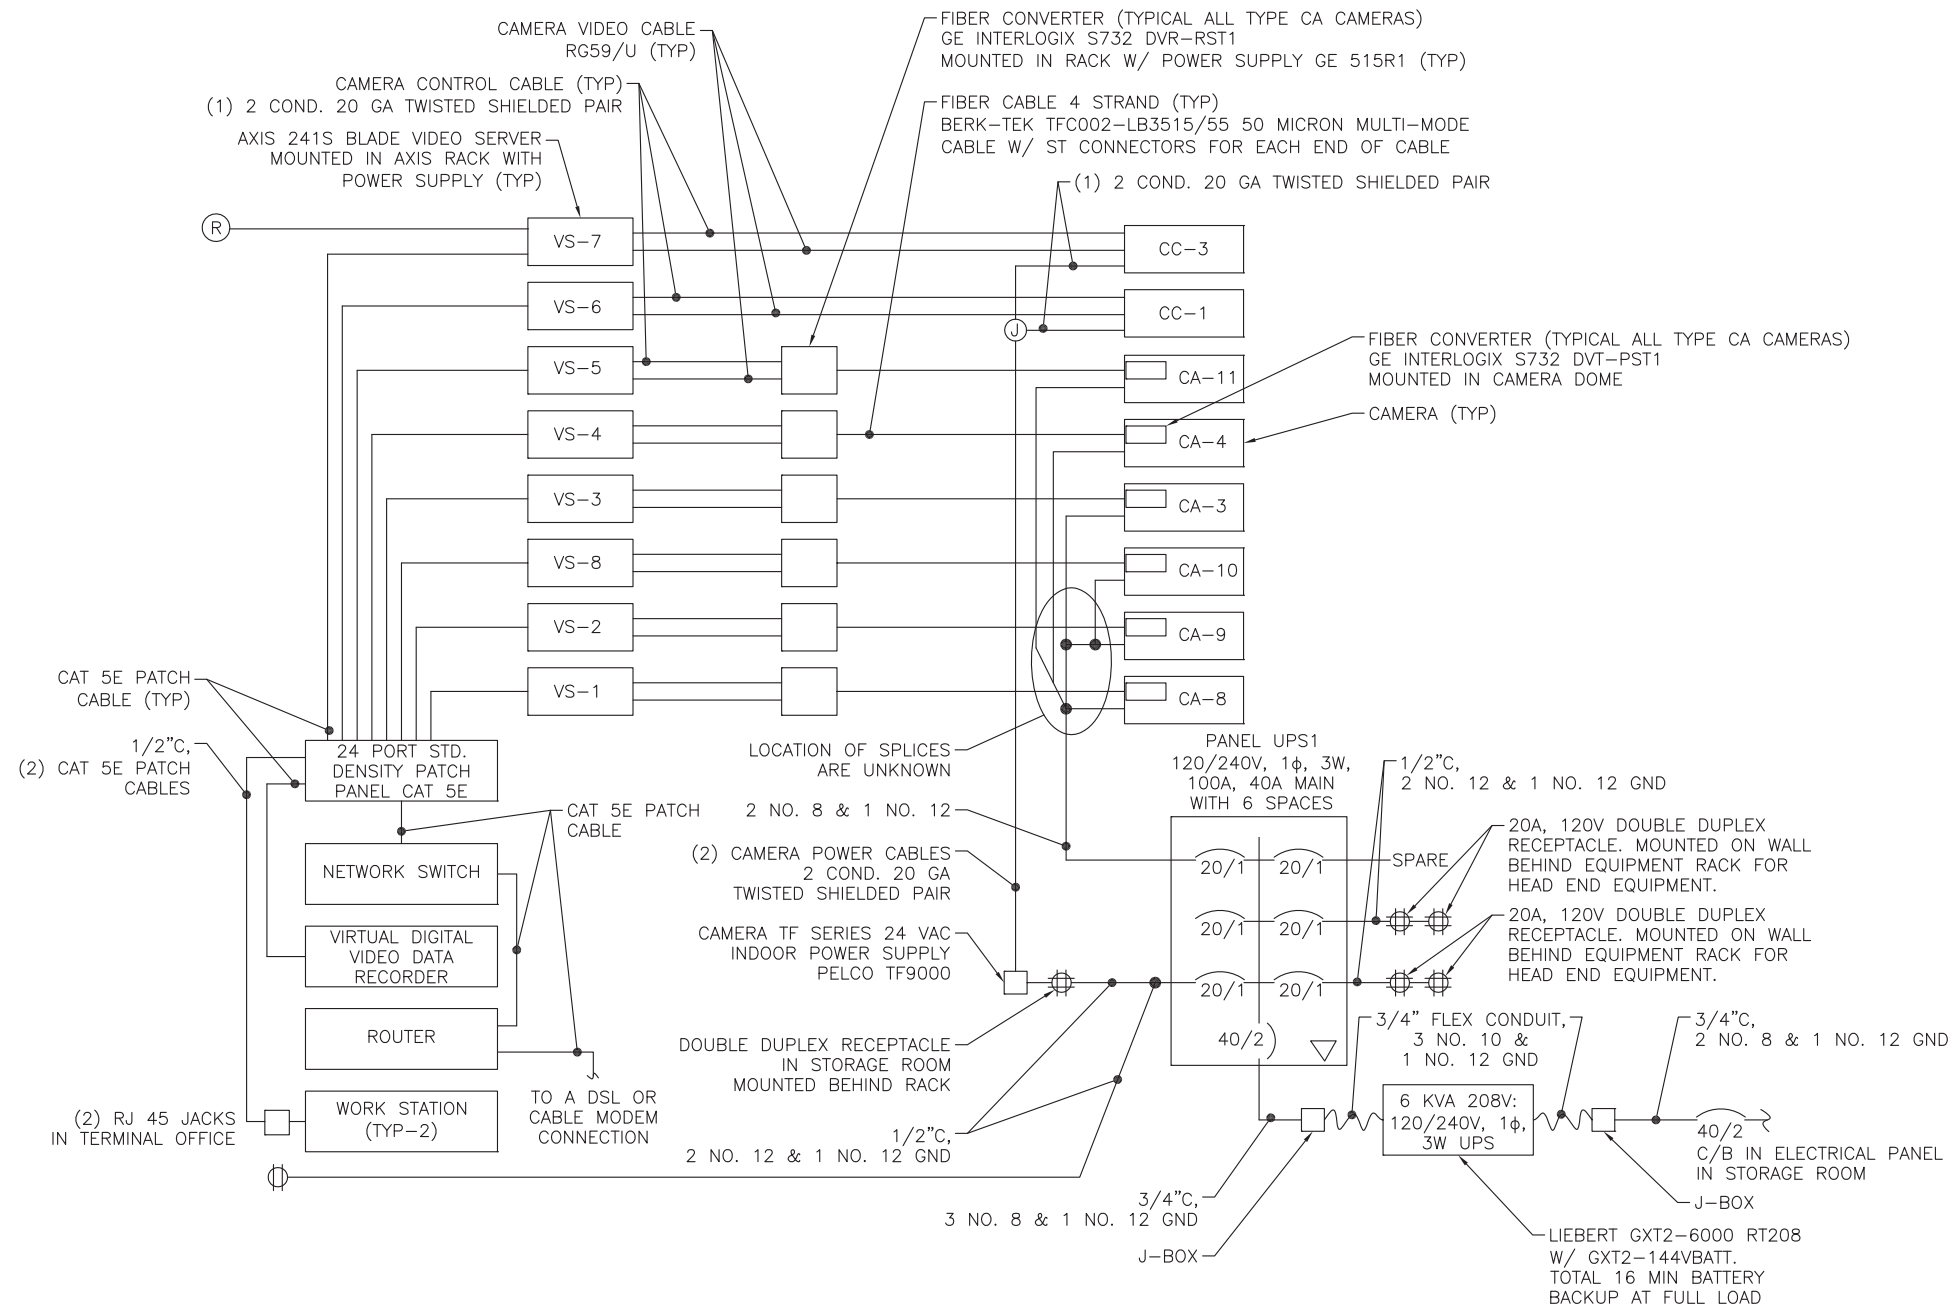 CAMERA VIDEO CABLE
RG59/U (TYP)
CAMERA CONTROL CABLE (TYP)
(1) 2 COND. 20 GA TWISTED SHIELDED PAIR
AXIS 241S BLADE VIDEO SERVER
MOUNTED IN AXIS RACK WITH
POWER SUPPLY (TYP)
FIBER CONVERTER (TYPICAL ALL TYPE CA CAMERAS)
GE INTERLOGIX S732 DVR-RST1
MOUNTED IN RACK W/ POWER SUPPLY GE 515R1 (TYP)
FIBER CABLE 4 STRAND (TYP)
BERK-TEK TFC002-LB3515/55 50 MICRON MULTI-MODE
CABLE W/ ST CONNECTORS FOR EACH END OF CABLE
(1) 2 COND. 20 GA TWISTED SHIELDED PAIR
R
VS-7
CC-3
VS-6
CC-1
J
VS-5
CA-11
VS-4
CA-4
VS-3
CA-3
VS-8
CA-10
VS-2
CA-9
VS-1
CA-8
FIBER CONVERTER (TYPICAL ALL TYPE CA CAMERAS)
GE INTERLOGIX S732 DVT-PST1
MOUNTED IN CAMERA DOME
CAMERA (TYP)
CAT 5E PATCH
CABLE (TYP)
1/2"C,
(2) CAT 5E PATCH
CABLES
24 PORT STD.
DENSITY PATCH
PANEL CAT 5E
CAT 5E PATCH
CABLE
NETWORK SWITCH
VIRTUAL DIGITAL
VIDEO DATA
RECORDER
ROUTER
WORK STATION
(TYP-2)
(2) RJ 45 JACKS
IN TERMINAL OFFICE
TO A DSL OR
CABLE MODEM
CONNECTION
LOCATION OF SPLICES
ARE UNKNOWN
2 NO. 8 & 1 NO. 12
(2) CAMERA POWER CABLES
2 COND. 20 GA
TWISTED SHIELDED PAIR
CAMERA TF SERIES 24 VAC
INDOOR POWER SUPPLY
PELCO TF9000
DOUBLE DUPLEX RECEPTACLE
IN STORAGE ROOM
MOUNTED BEHIND RACK
1/2"C,
2 NO. 12 & 1 NO. 12 GND
PANEL UPS1
120/240V, 1ϕ, 3W,
100A, 40A MAIN
WITH 6 SPACES
20/1
20/1
SPARE
20/1
20/1
20/1
20/1
40/2
1/2"C,
2 NO. 12 & 1 NO. 12 GND
20A, 120V DOUBLE DUPLEX
RECEPTACLE. MOUNTED ON WALL
BEHIND EQUIPMENT RACK FOR
HEAD END EQUIPMENT.
20A, 120V DOUBLE DUPLEX
RECEPTACLE. MOUNTED ON WALL
BEHIND EQUIPMENT RACK FOR
HEAD END EQUIPMENT.
3/4" FLEX CONDUIT,
3 NO. 10 &
1 NO. 12 GND
3/4"C,
2 NO. 8 & 1 NO. 12 GND
6 KVA 208V:
120/240V, 1ϕ,
3W UPS
40/2
C/B IN ELECTRICAL PANEL
IN STORAGE ROOM
J-BOX
3/4"C,
3 NO. 8 & 1 NO. 12 GND
J-BOX
LIEBERT GXT2-6000 RT208
W/ GXT2-144VBATT.
TOTAL 16 MIN BATTERY
BACKUP AT FULL LOAD